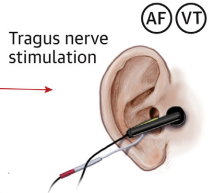 AF VT
Tragus nerve
stimulation